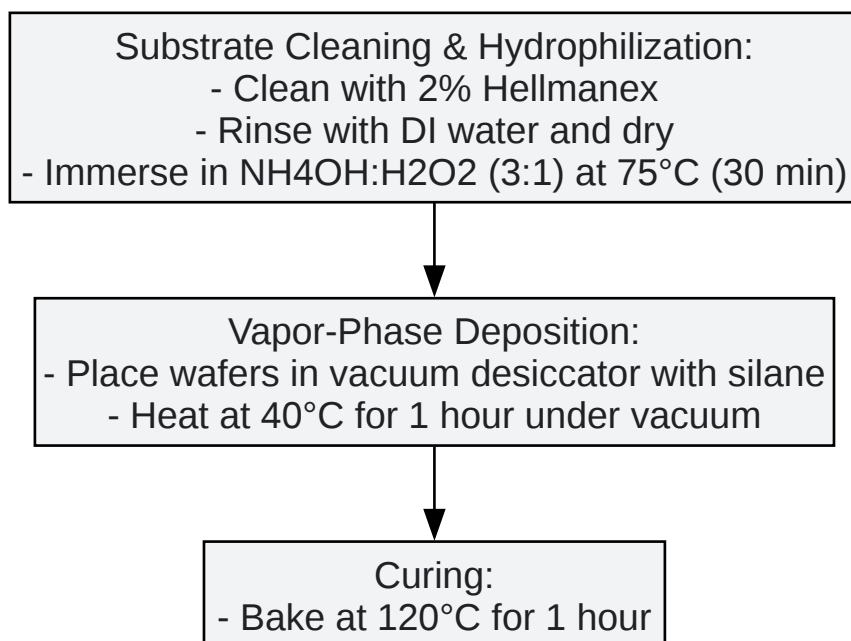 Substrate Cleaning & Hydrophilization:
- Clean with 2% Hellmanex
- Rinse with DI water and dry
- Immerse in NH4OH:H2O2 (3:1) at 75°C (30 min)
Vapor-Phase Deposition:
- Place wafers in vacuum desiccator with silane
- Heat at 40°C for 1 hour under vacuum
Curing:
- Bake at 120°C for 1 hour